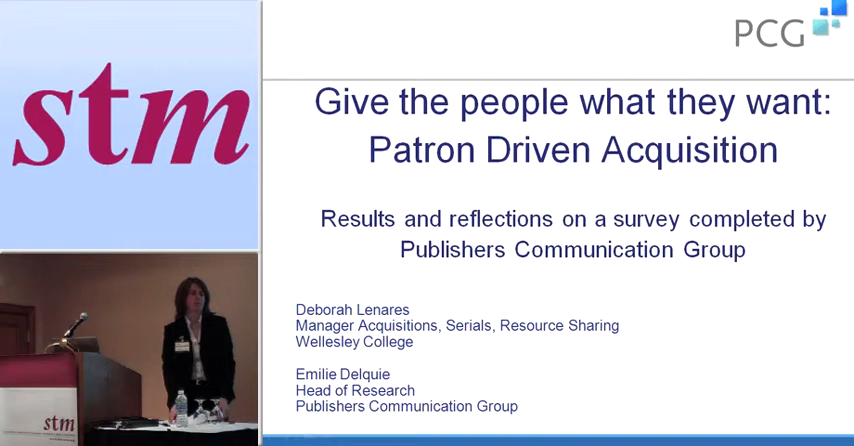 stm
PCG
Give the people what they want:
Patron Driven Acquisition
Results and reflections on a survey completed by
Publishers Communication Group
Deborah Lenares
Manager Acquisitions, Serials, Resource Sharing
Wellesley College
Emilie Delquie
Head of Research
Publishers Communication Group
stm